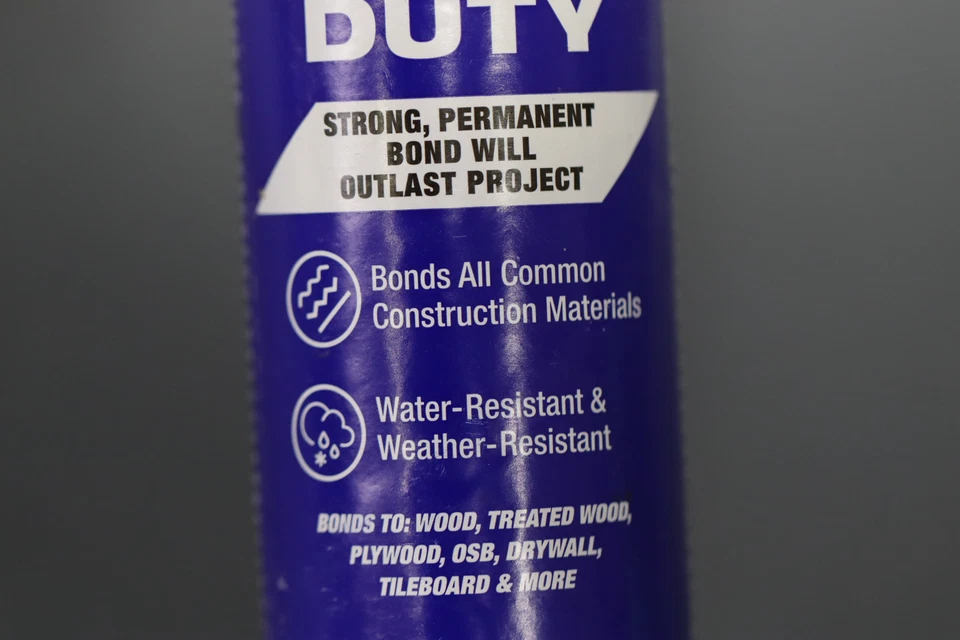 DUTY
STRONG, PERMANENT
BOND WILL
OUTLAST PROJECT
Bonds All Common
Construction Materials
Water-Resistant &
Weather-Resistant
BONDS TO: WOOD, TREATED WOOD,
PLYWOOD, OSB, DRYWALL,
TILEBOARD & MORE